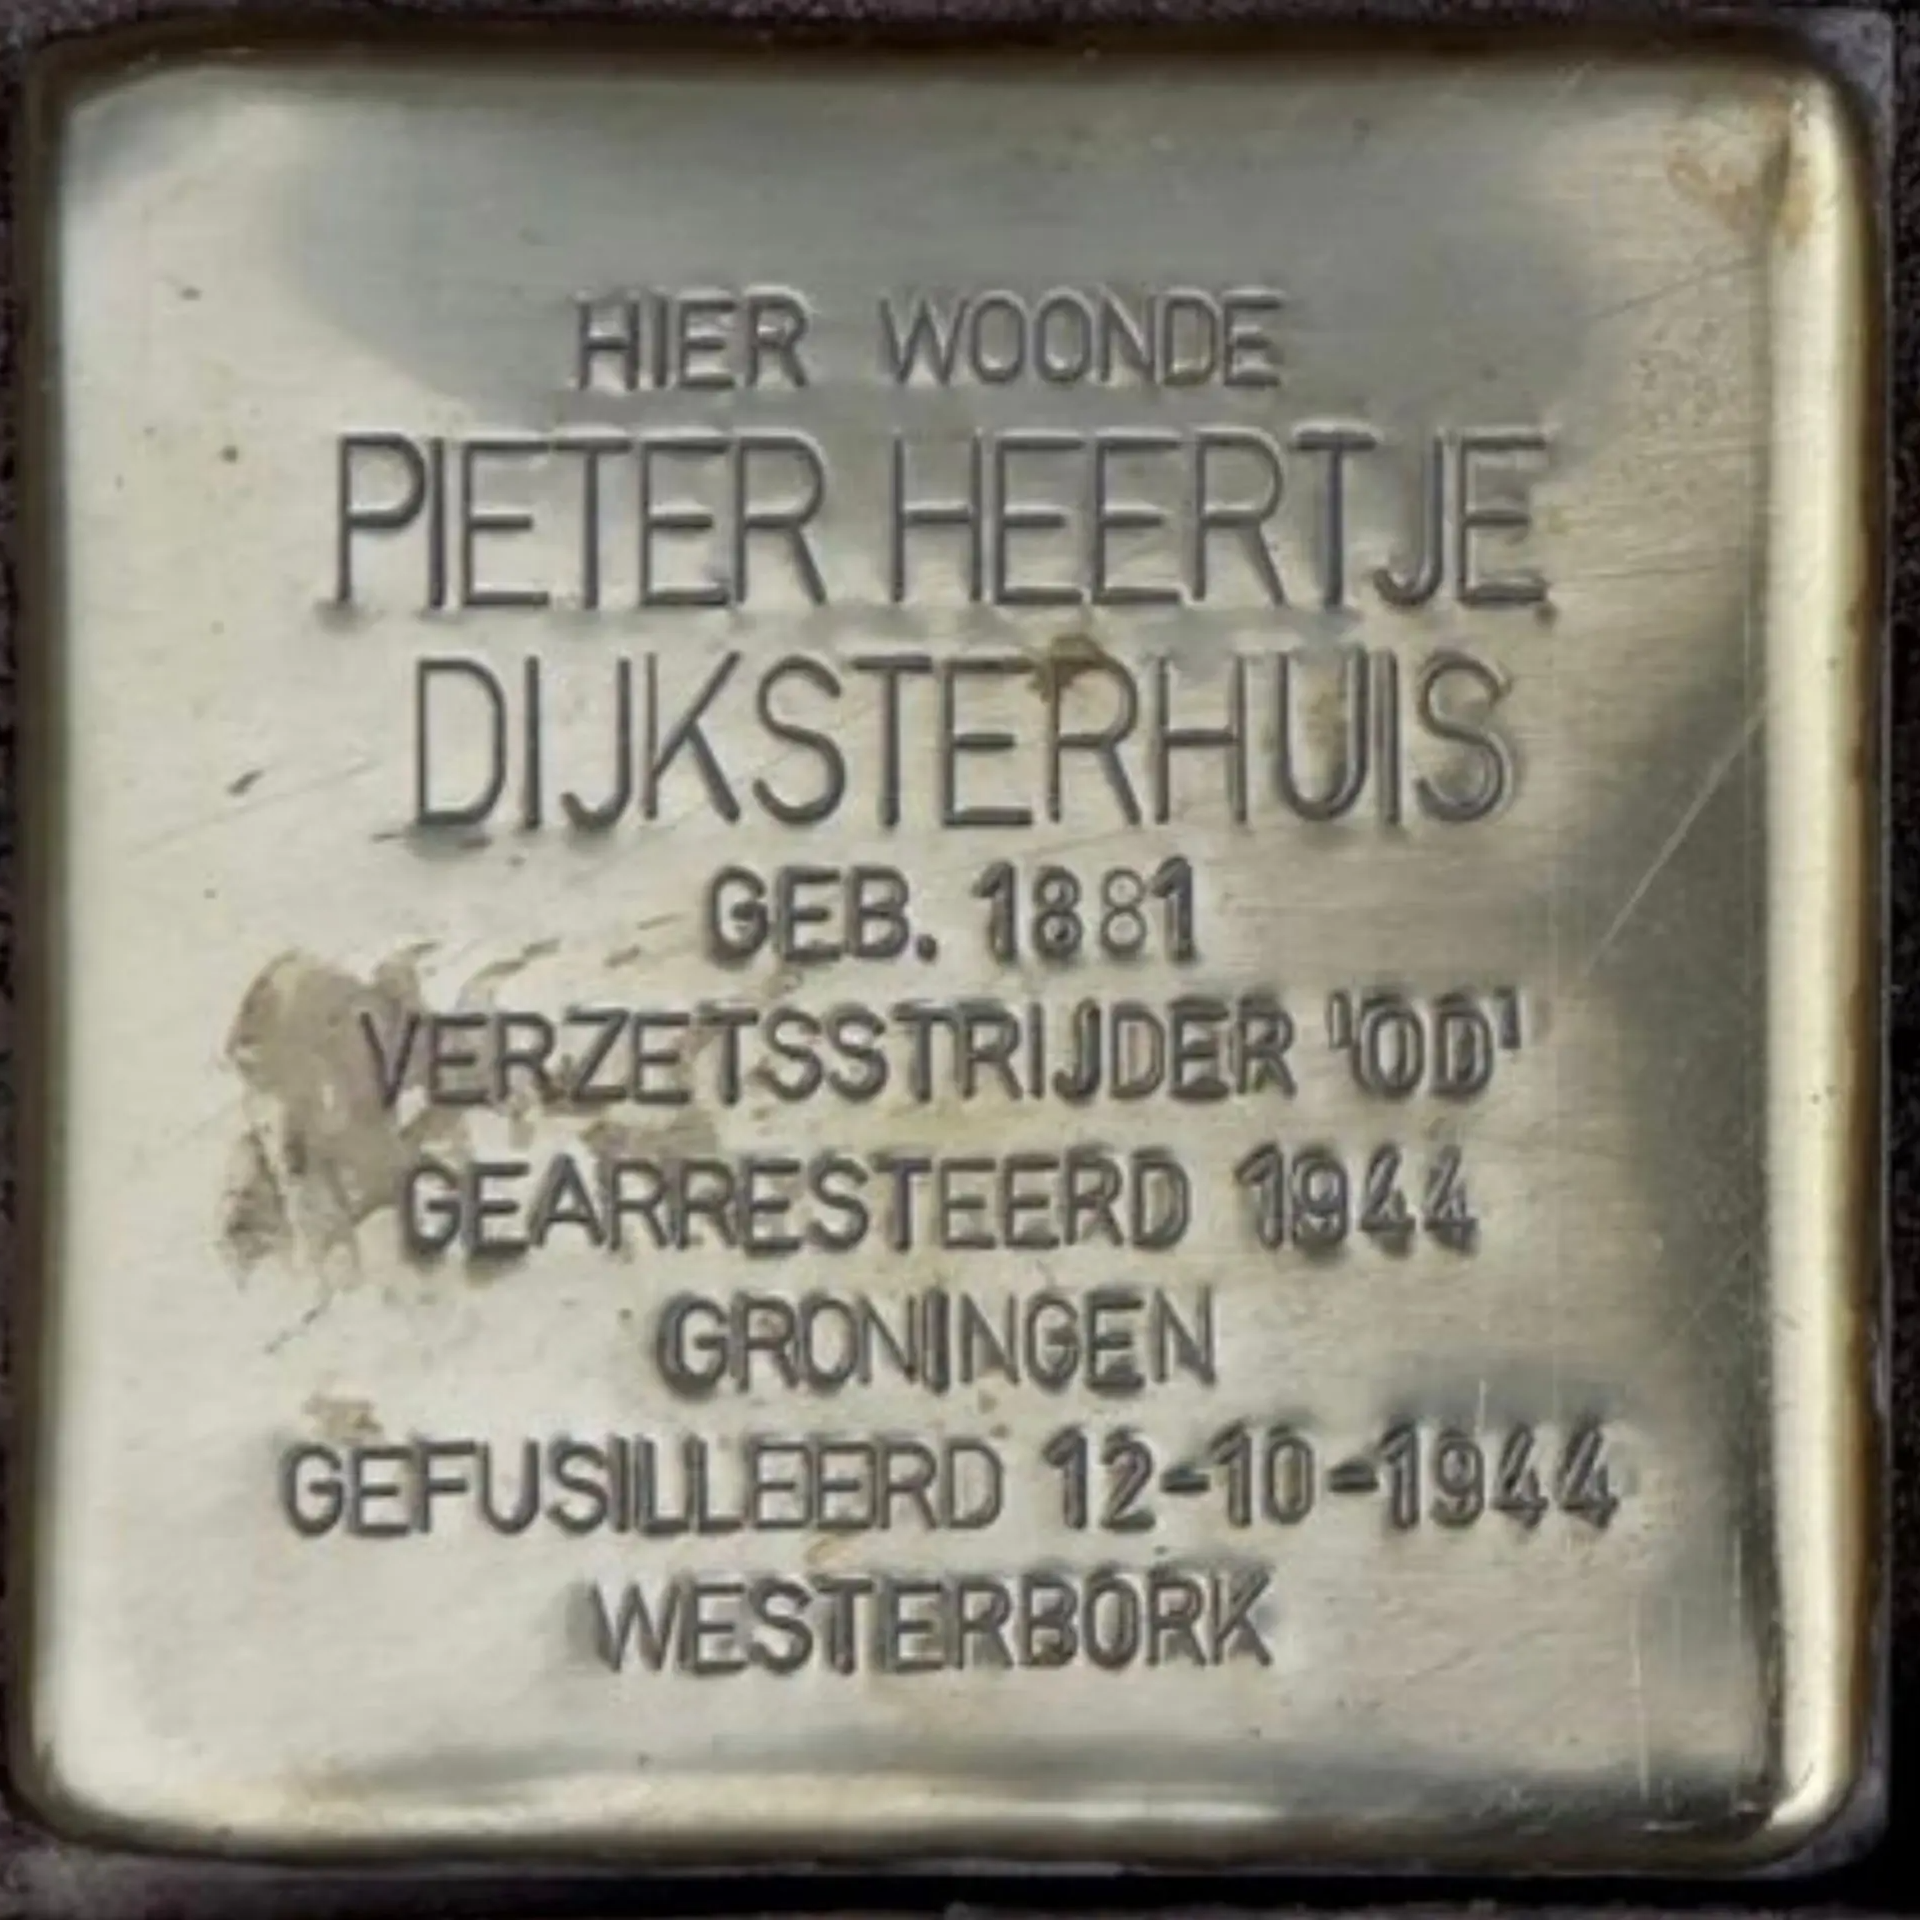 HIER WOONDE
PIETER HEERTJE
DIJKSTERHUIS
GEB. 1881
VERZETSSTRIJDER 'OD'
GEARRESTEERD 1944
GRONINGEN
GEFUSILLEERD 12-10-1944
WESTERBORK